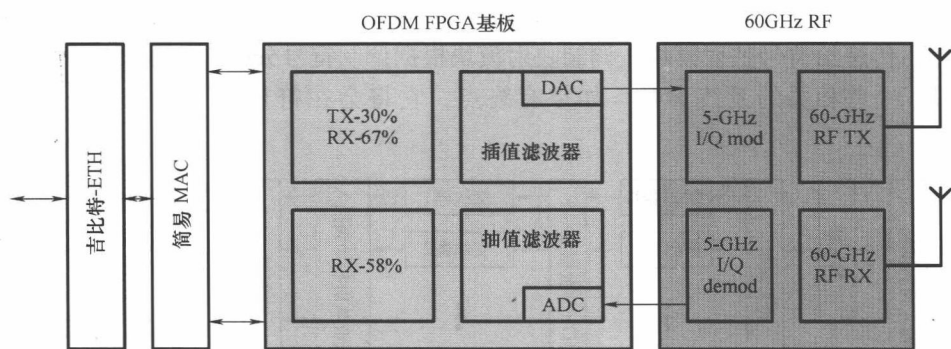 OFDM FPGA基板
60GHz RF
吉比特-ETH
简易 MAC
TX-30%
RX-67%
DAC
插值滤波器
5-GHz
I/Q mod
60-GHz
RF TX
RX-58%
抽值滤波器
ADC
5-GHz
I/Q
demod
60-GHz
RF RX